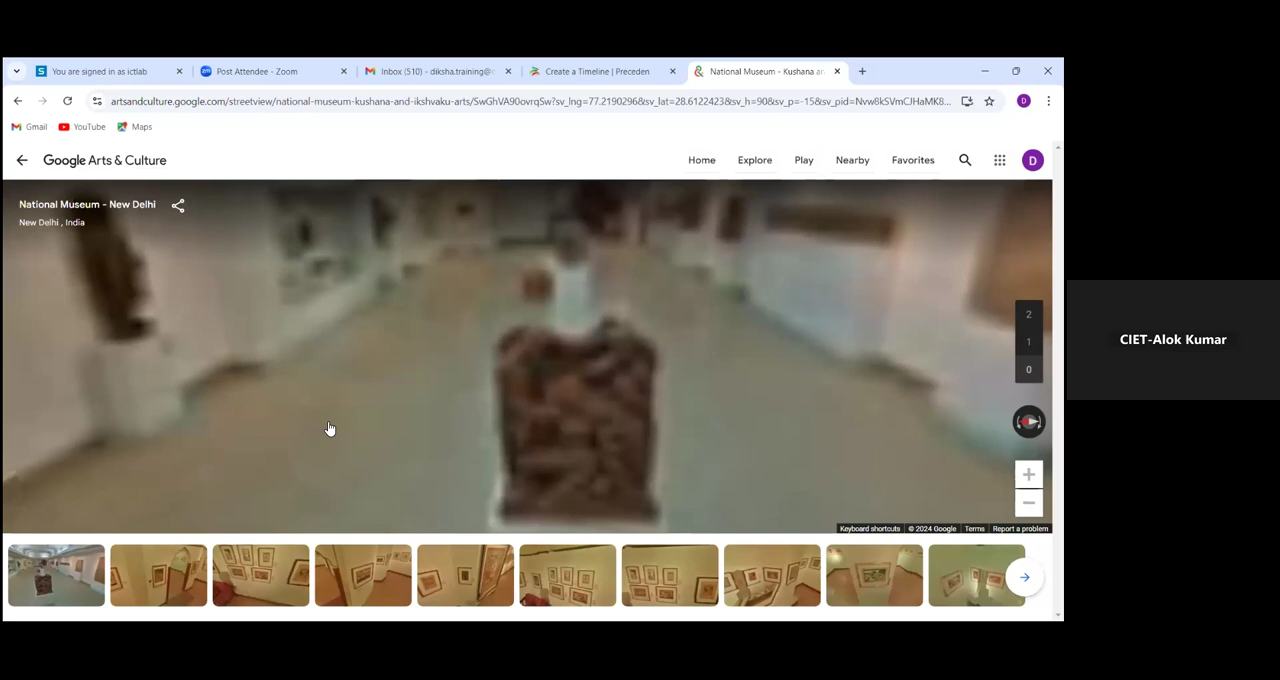 You are signed in as ictlab
Post Attendee - Zoom
Inbox (510) - diksha.training@c
Create a Timeline | Preceden
National Museum - Kushana an
artsandculture.google.com/streetview/national-museum-kushana-and-ikshvaku-arts/SwGhVA90ovrqSw?sv_lng=77.2190296&sv_lat=28.6122423&sv_h=90&sv_p=-15&sv_pid=Nvw8kSVmCJHaMK8...
D
Gmail
YouTube
Maps
Google Arts & Culture
Home
Explore
Play
Nearby
Favorites
D
National Museum - New Delhi
New Delhi , India
2
1
0
CIET-Alok Kumar
Keyboard shortcuts
© 2024 Google
Terms
Report a problem